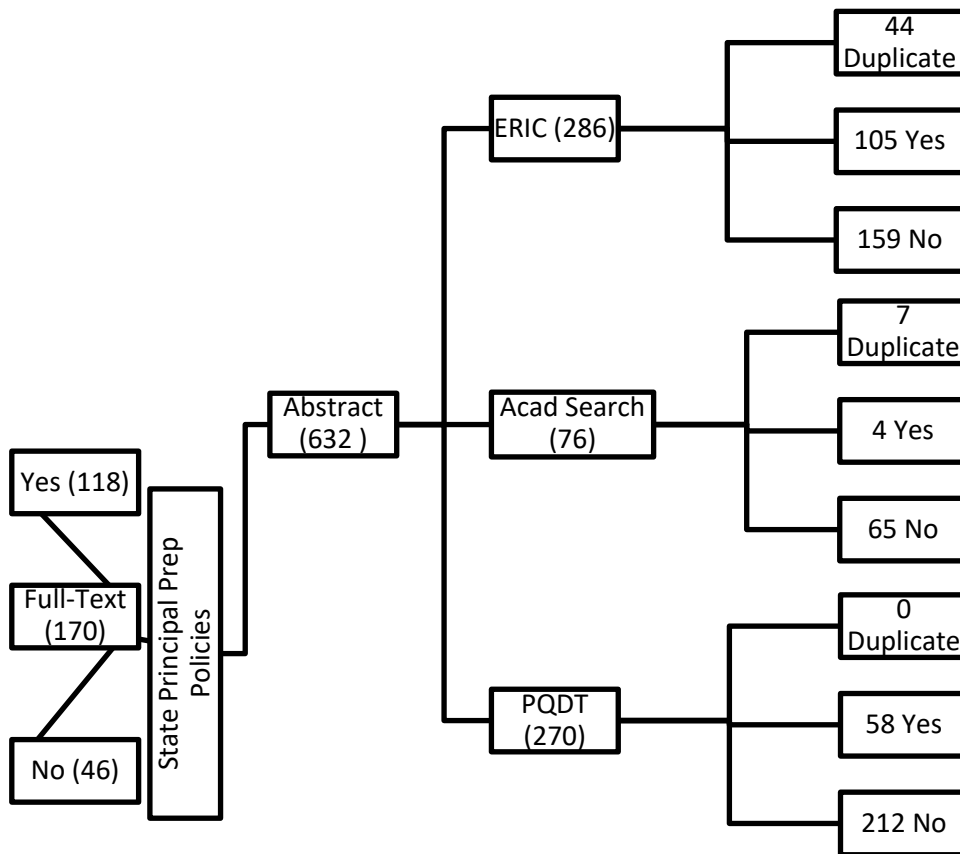 Yes (118)
Full-Text
(170)
No (46)
State Principal Prep
Policies
Abstract
(632 )
ERIC (286)
44
Duplicate
105 Yes
159 No
Acad Search
(76)
7
Duplicate
4 Yes
65 No
PQDT
(270)
0
Duplicate
58 Yes
212 No